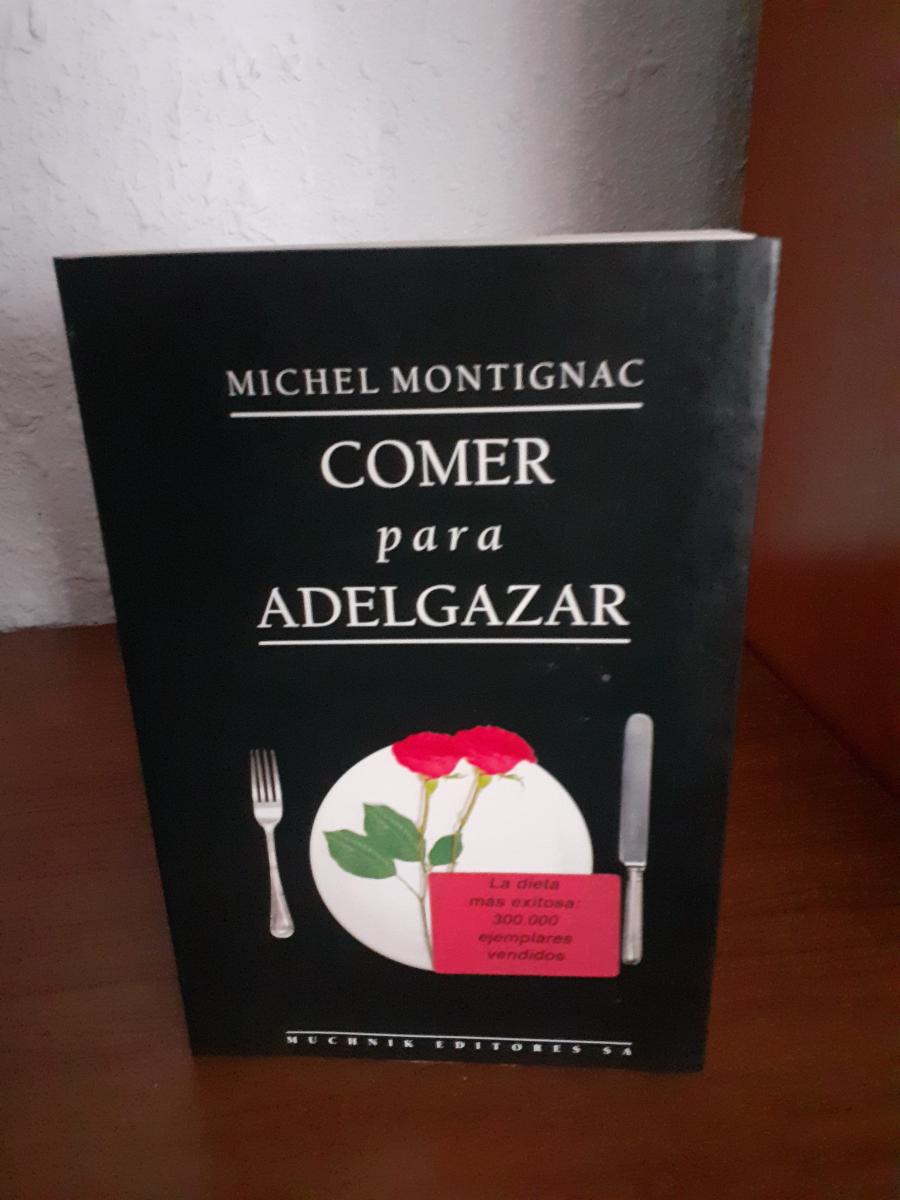 MICHEL MONTIGNAC
COMER
para
ADELGAZAR
La dieta
más exitosa:
300.000
ejemplares
vendidos
MUCHNIK EDITORES SA